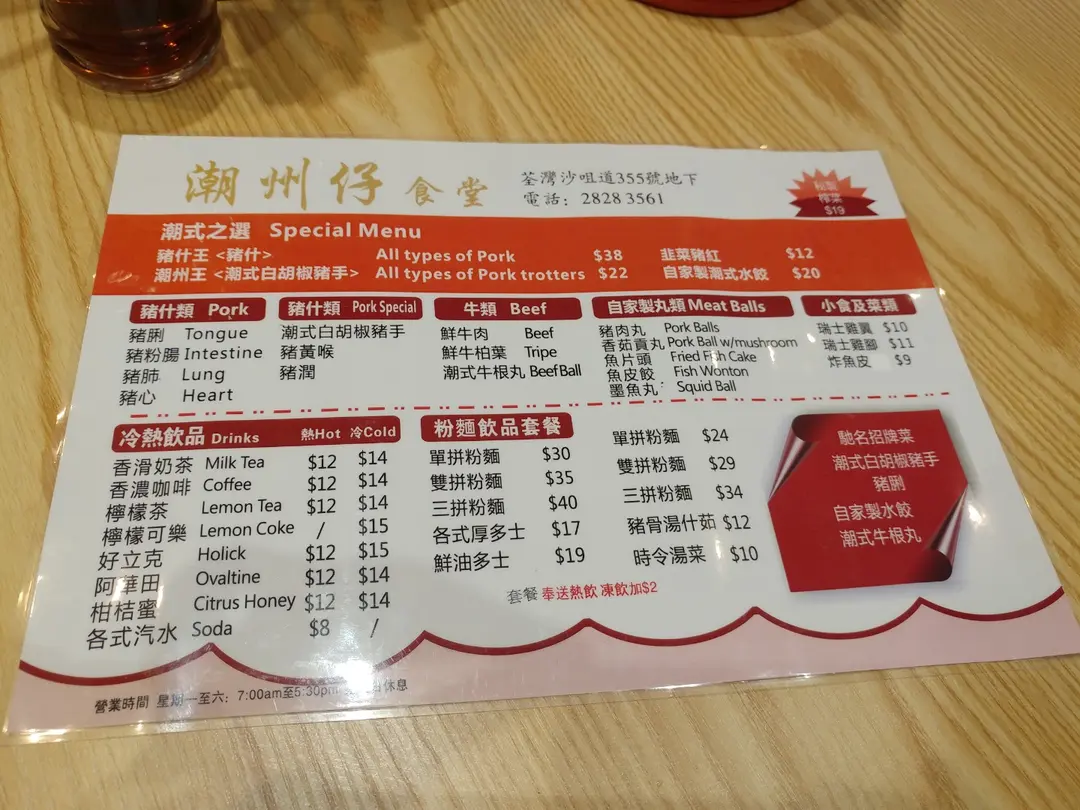 潮州仔 食堂
荃灣沙咀道355號地下
電話：2828 3561
秘製
榨菜
$19
潮式之選 Special Menu
豬什王 <豬什> All types of Pork $38 韭菜豬紅 $12
潮州王 <潮式白胡椒豬手> All types of Pork trotters $22 自家製潮式水餃 $20
豬什類 Pork
豬脷 Tongue
豬粉腸 Intestine
豬肺 Lung
豬心 Heart
豬什類 Pork Special
潮式白胡椒豬手
豬黃喉
豬潤
牛類 Beef
鮮牛肉 Beef
鮮牛柏葉 Tripe
潮式牛根丸 Beef Ball
自家製丸類 Meat Balls
豬肉丸 Pork Balls
香茹貢丸 Pork Ball w/mushroom
魚片頭 Fried Fish Cake
魚皮餃 Fish Wonton
墨魚丸 Squid Ball
小食及菜類
瑞士雞翼 $10
瑞士雞腳 $11
炸魚皮 $9
冷熱飲品 Drinks 熱Hot 冷Cold
香滑奶茶 Milk Tea $12 $14
香濃咖啡 Coffee $12 $14
檸檬茶 Lemon Tea $12 $14
檸檬可樂 Lemon Coke / $15
好立克 Holick $12 $15
阿華田 Ovaltine $12 $14
柑桔蜜 Citrus Honey $12 $14
各式汽水 Soda $8 /
粉麵飲品套餐
單拼粉麵 $30
雙拼粉麵 $35
三拼粉麵 $40
各式厚多士 $17
鮮油多士 $19
單拼粉麵 $24
雙拼粉麵 $29
三拼粉麵 $34
豬骨湯什茹 $12
時令湯菜 $10
套餐 奉送熱飲 凍飲加$2
馳名招牌菜
潮式白胡椒豬手
豬脷
自家製水餃
潮式牛根丸
營業時間 星期一至六：7:00am至5:30pm 休息